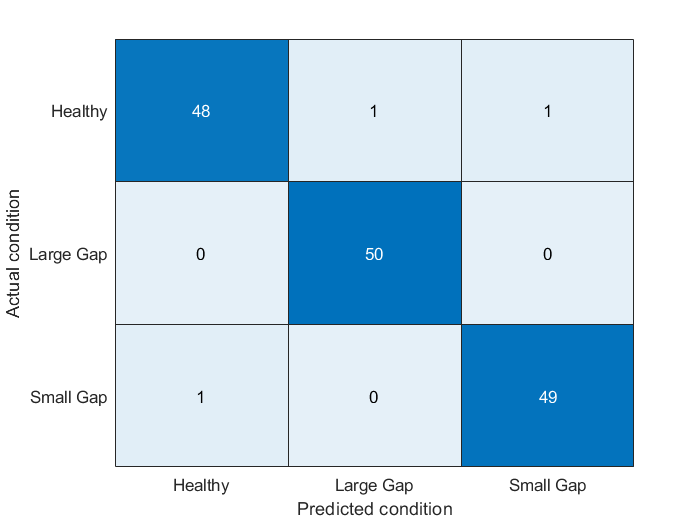 Healthy 48 1 1
Large Gap 0 50 0
Small Gap 1 0 49
Healthy Large Gap Small Gap
Predicted condition
Actual condition